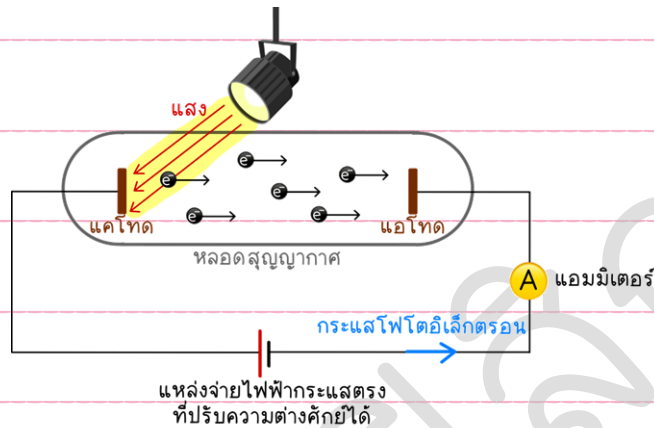 แสง
e-
e-
e-
e-
e-
e-
แคโทด
แอโทด
หลอดสุญญากาศ
A
แอมมิเตอร์
กระแสโฟโตอิเล็กตรอน
แหล่งจ่ายไฟฟ้ากระแสตรง
ที่ปรับความต่างศักย์ได้